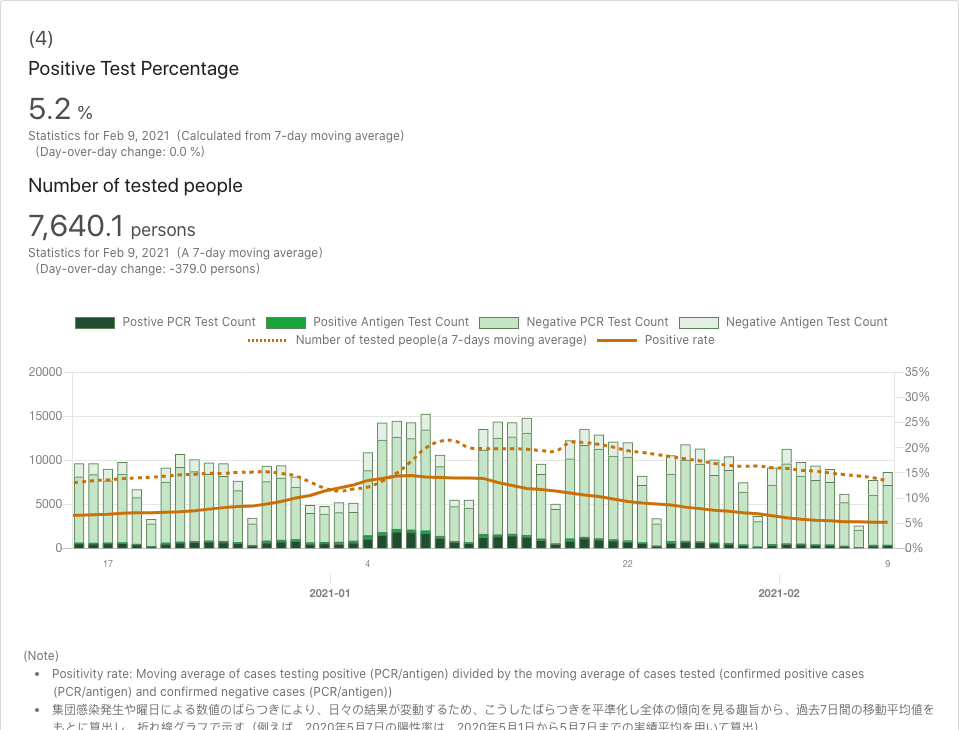 (4)
Positive Test Percentage
5.2 %
Statistics for Feb 9, 2021 (Calculated from 7-day moving average)
(Day-over-day change: 0.0 %)
Number of tested people
7,640.1 persons
Statistics for Feb 9, 2021 (A 7-day moving average)
(Day-over-day change: -379.0 persons)
Postive PCR Test Count Positive Antigen Test Count Negative PCR Test Count Negative Antigen Test Count
Number of tested people(a 7-days moving average) Positive rate
20000 35%
30%
15000 25%
20%
10000 15%
5000 10%
5%
0 0%
17 4 22 9
2021-01 2021-02
(Note)
• Positivity rate: Moving average of cases testing positive (PCR/antigen) divided by the moving average of cases tested (confirmed positive cases
(PCR/antigen) and confirmed negative cases (PCR/antigen))
• 集団感染発生や曜日による数値のばらつきにより、日々の結果が変動するため、こうしたばらつきを平準化し全体の傾向を見る趣旨から、過去7日間の移動平均値を
もとに算出し、折れ線グラフで示す（例えば、2020年5月7日の陽性率は、2020年5月1日から5月7日までの実績平均を用いて算出）